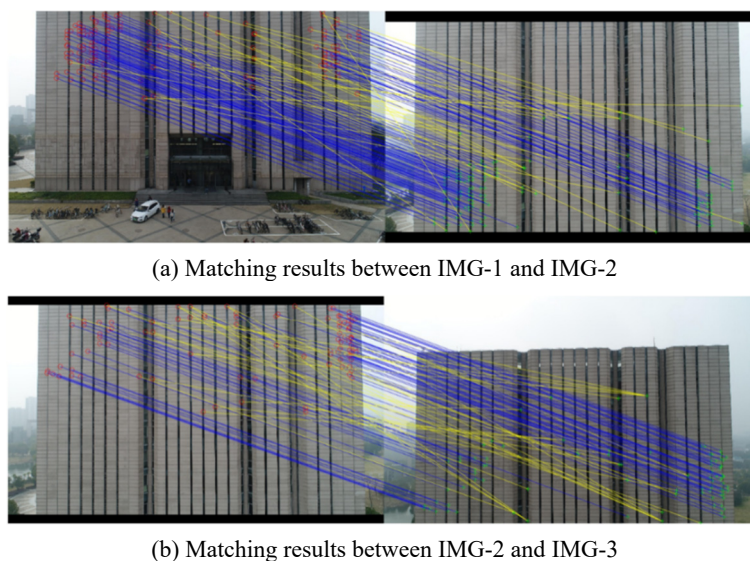 (a) Matching results between IMG-1 and IMG-2
(b) Matching results between IMG-2 and IMG-3